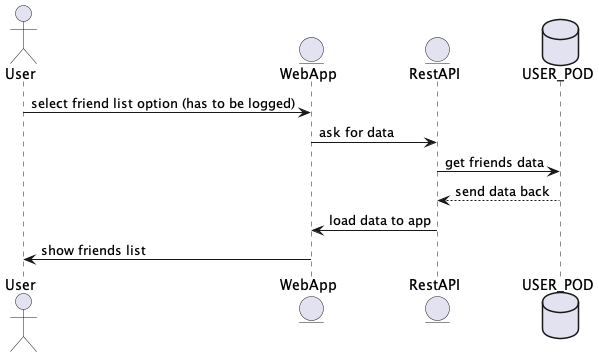 User
WebApp
RestAPI
USER_POD
select friend list option (has to be logged)
ask for data
get friends data
send data back
load data to app
show friends list
User
WebApp
RestAPI
USER_POD